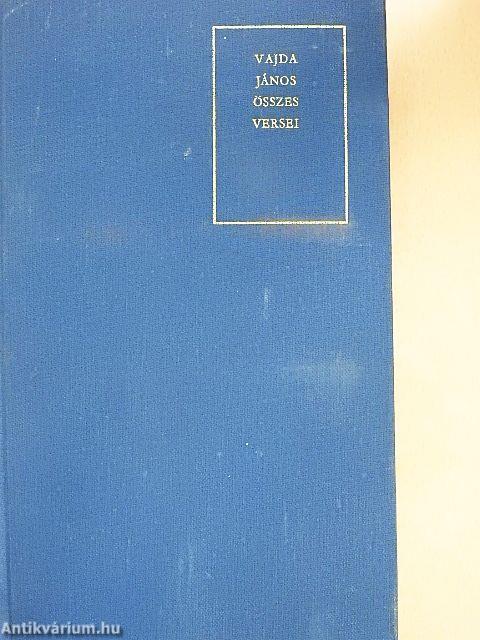 VAJDA
JÁNOS
ÖSSZES
VERSEI
Antikvárium.hu